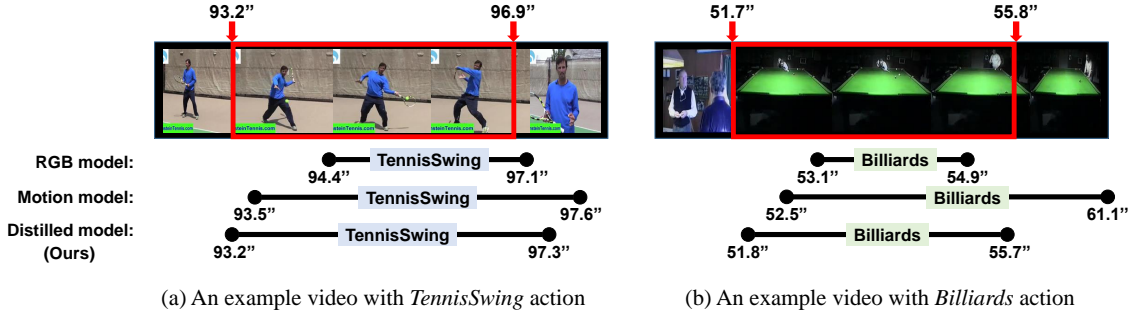 93.2” 96.9” 51.7” 55.8”
einstein
RGB model: TennisSwing Billiards
94.4” 97.1” 53.1” 54.9”
Motion model: TennisSwing Billiards
93.5” 97.6” 52.5” 61.1”
Distilled model: TennisSwing Billiards
(Ours) 93.2” 97.3” 51.8” 55.7”
(a) An example video with TennisSwing action (b) An example video with Billiards action